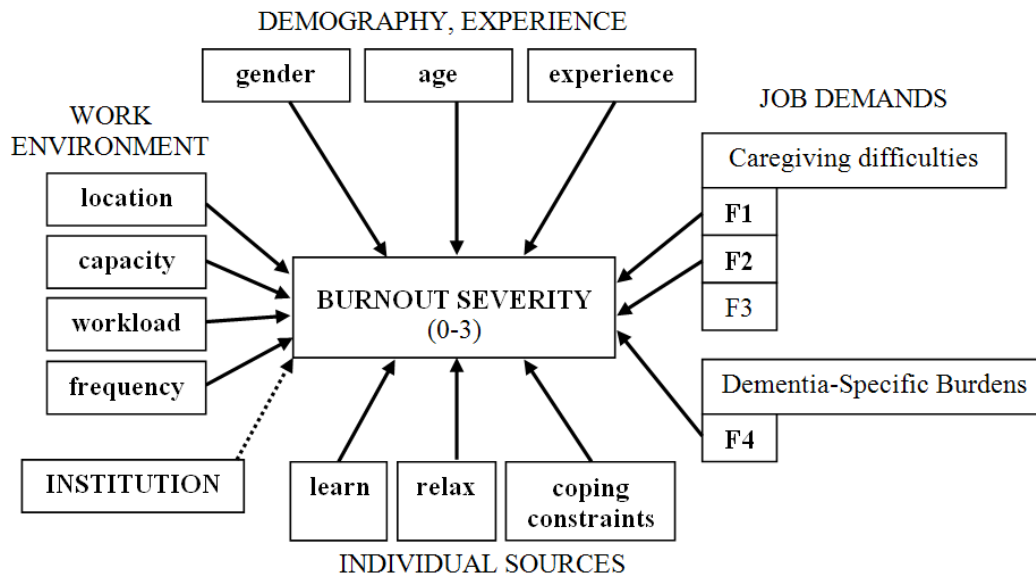 DEMOGRAPHY, EXPERIENCE
gender
age
experience
WORK
ENVIRONMENT
location
capacity
workload
frequency
INSTITUTION
BURNOUT SEVERITY
(0-3)
JOB DEMANDS
Caregiving difficulties
F1
F2
F3
Dementia-Specific Burdens
F4
learn
relax
coping
constraints
INDIVIDUAL SOURCES